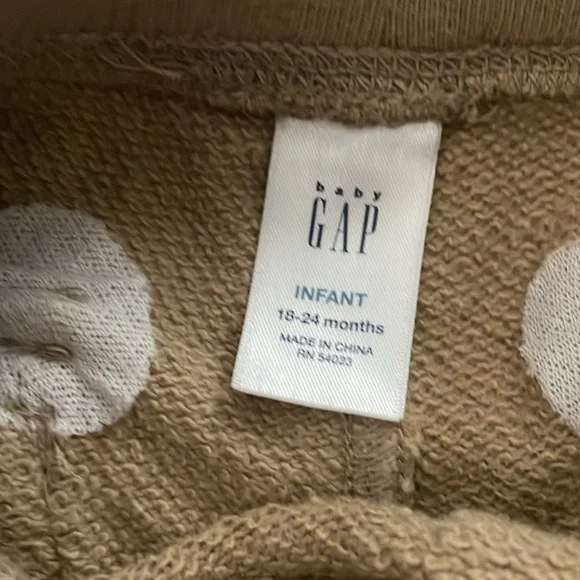 baby
GAP
INFANT
18-24 months
MADE IN CHINA
RN 54023